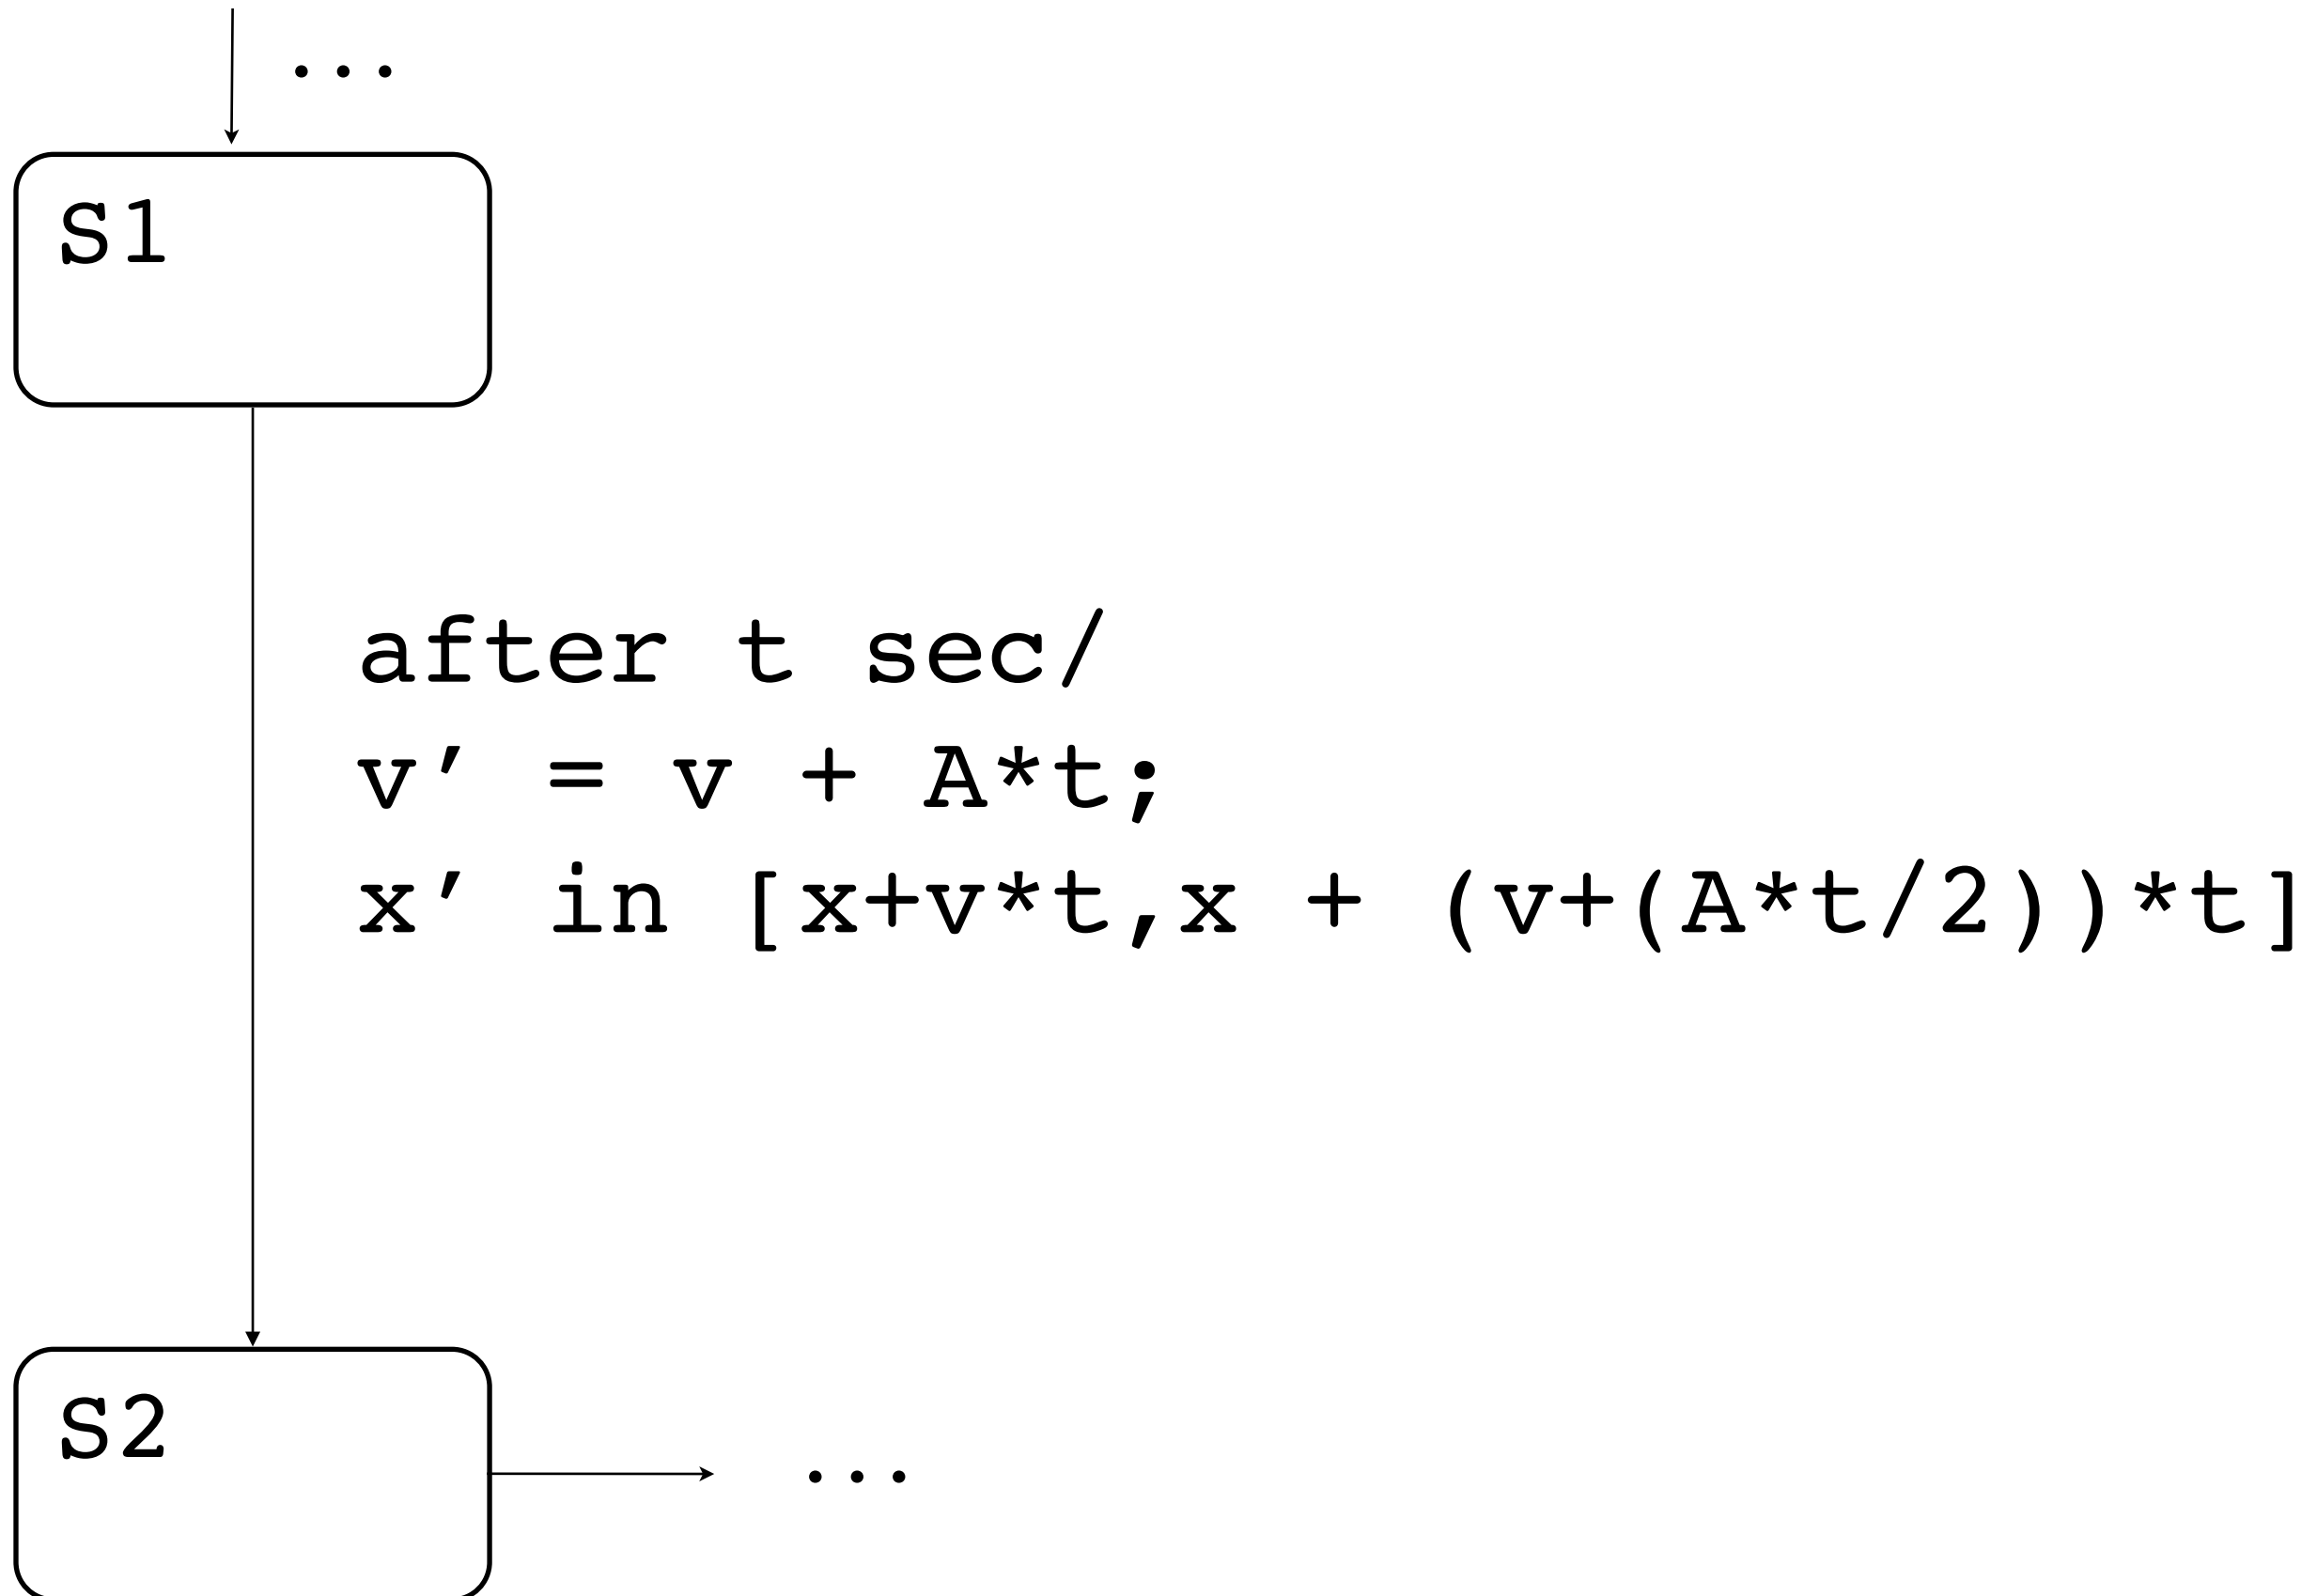 ...
S1
after t sec/
v’ = v + A*t;
x’ in [x+v*t,x + (v+(A*t/2))*t]
S2
...